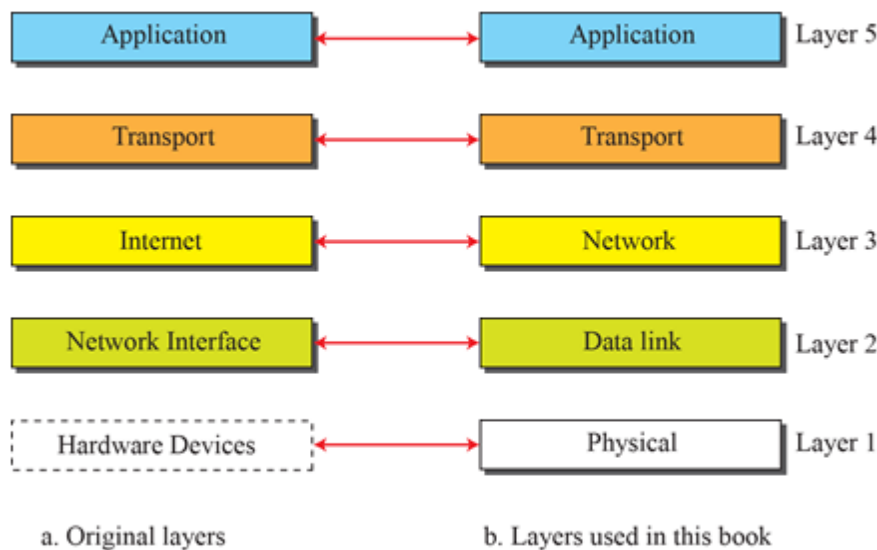 Application Application Layer 5
Transport Transport Layer 4
Internet Network Layer 3
Network Interface Data link Layer 2
Hardware Devices Physical Layer 1
a. Original layers b. Layers used in this book